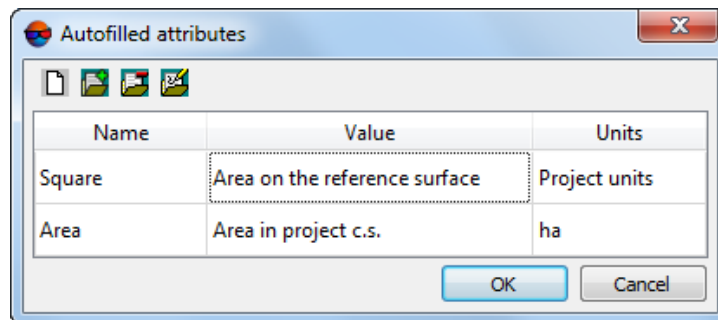 Autofilled attributes
Name Value Units
Square Area on the reference surface Project units
Area Area in project c.s. ha
OK Cancel